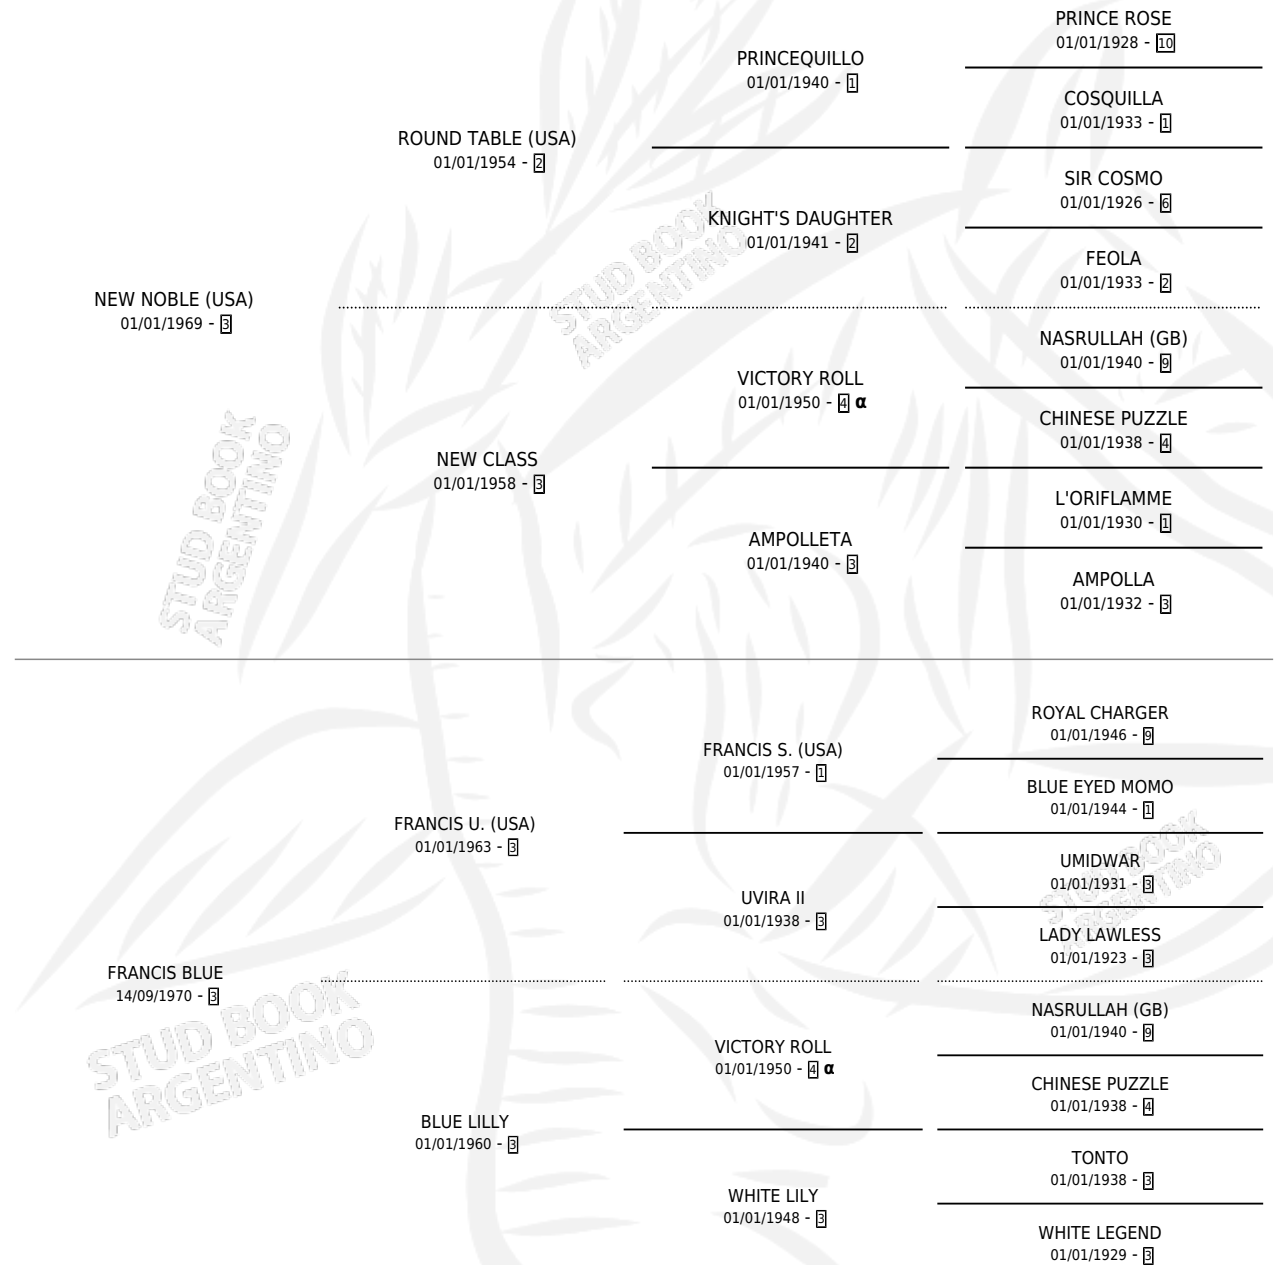 PRINCE ROSE
01/01/1928 - 10
PRINCEQUILLO
01/01/1940 - 1
COSQUILLA
01/01/1933 - 1
ROUND TABLE (USA)
01/01/1954 - 2
SIR COSMO
01/01/1926 - 6
KNIGHT'S DAUGHTER
01/01/1941 - 2
FEOLA
01/01/1933 - 2
NEW NOBLE (USA)
01/01/1969 - 3
NASRULLAH (GB)
01/01/1940 - 9
VICTORY ROLL
01/01/1950 - 4 α
CHINESE PUZZLE
01/01/1938 - 4
NEW CLASS
01/01/1958 - 3
L'ORIFLAMME
01/01/1930 - 1
AMPOLLETA
01/01/1940 - 3
AMPOLLA
01/01/1932 - 3
STUD BOOK
ARGENTINO
STUD BOOK
ARGENTINO
ROYAL CHARGER
01/01/1946 - 9
FRANCIS S. (USA)
01/01/1957 - 1
BLUE EYED MOMO
01/01/1944 - 1
FRANCIS U. (USA)
01/01/1963 - 3
UMIDWAR
01/01/1931 - 3
UVIRA II
01/01/1938 - 3
LADY LAWLESS
01/01/1923 - 3
FRANCIS BLUE
14/09/1970 - 3
NASRULLAH (GB)
01/01/1940 - 9
VICTORY ROLL
01/01/1950 - 4 α
CHINESE PUZZLE
01/01/1938 - 4
BLUE LILLY
01/01/1960 - 3
TONTO
01/01/1938 - 3
WHITE LILY
01/01/1948 - 3
WHITE LEGEND
01/01/1929 - 3
STUD BOOK
ARGENTINO
STUD BOOK
ARGENTINO